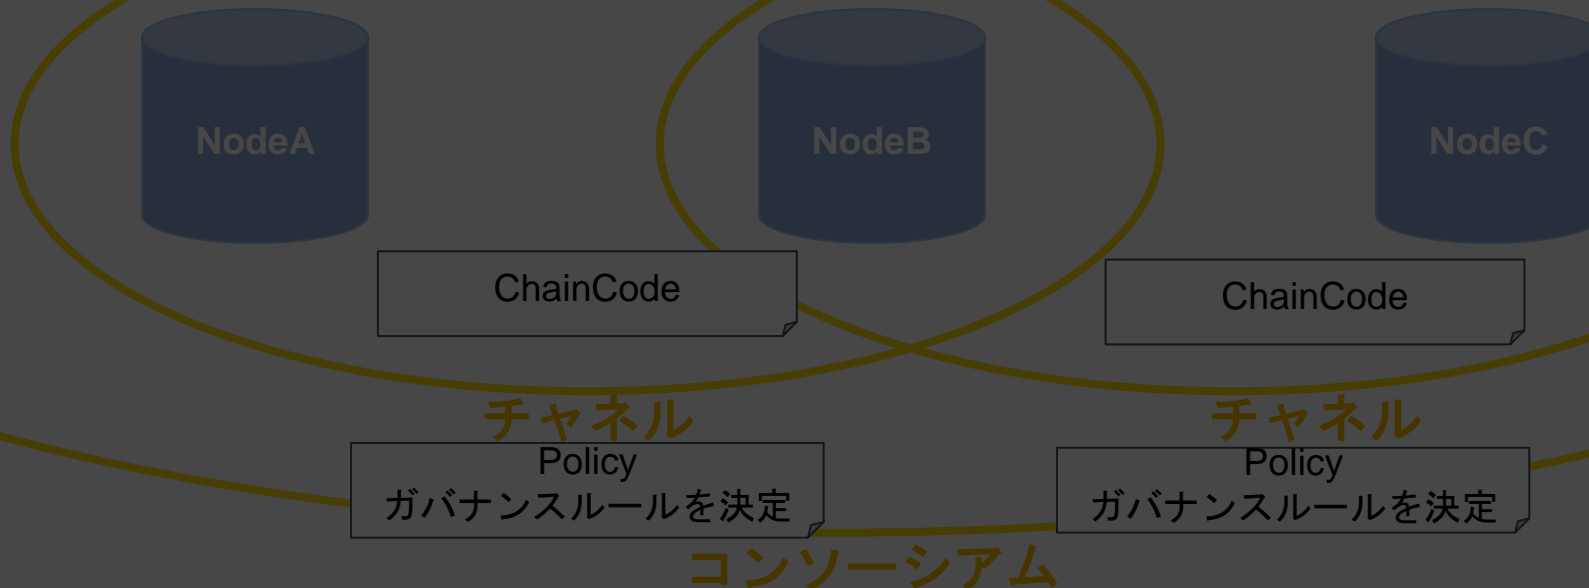 NodeA
NodeB
NodeC
ChainCode
ChainCode
チャネル
チャネル
Policy
ガバナンスルールを決定
Policy
ガバナンスルールを決定
コンソーシアム